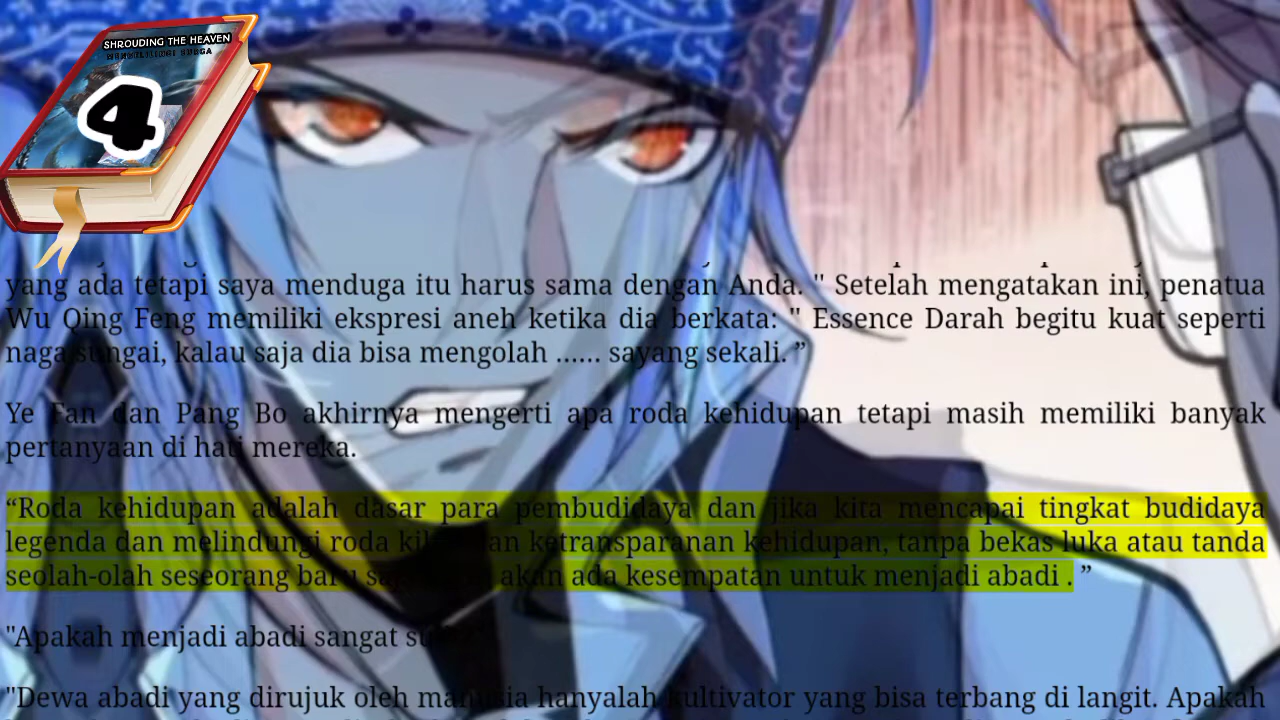 SHROUDING THE HEAVEN
4
yang ada tetapi saya menduga itu harus sama dengan Anda. " Setelah mengatakan ini, penatua
Wu Qing Feng memiliki ekspresi aneh ketika dia berkata: " Essence Darah begitu kuat seperti
naga sungai, kalau saja dia bisa mengolah ...... sayang sekali. ”
Ye Fan dan Pang Bo akhirnya mengerti apa roda kehidupan tetapi masih memiliki banyak
pertanyaan di hati mereka.
“Roda kehidupan adalah dasar para pembudidaya dan jika kita mencapai tingkat budidaya
legenda dan melindungi roda dan ketransparanan kehidupan, tanpa bekas luka atau tanda
seolah-olah seseorang baru akan ada kesempatan untuk menjadi abadi . ”
"Apakah menjadi abadi sangat
"Dewa abadi yang dirujuk oleh manusia hanyalah kultivator yang bisa terbang di langit. Apakah